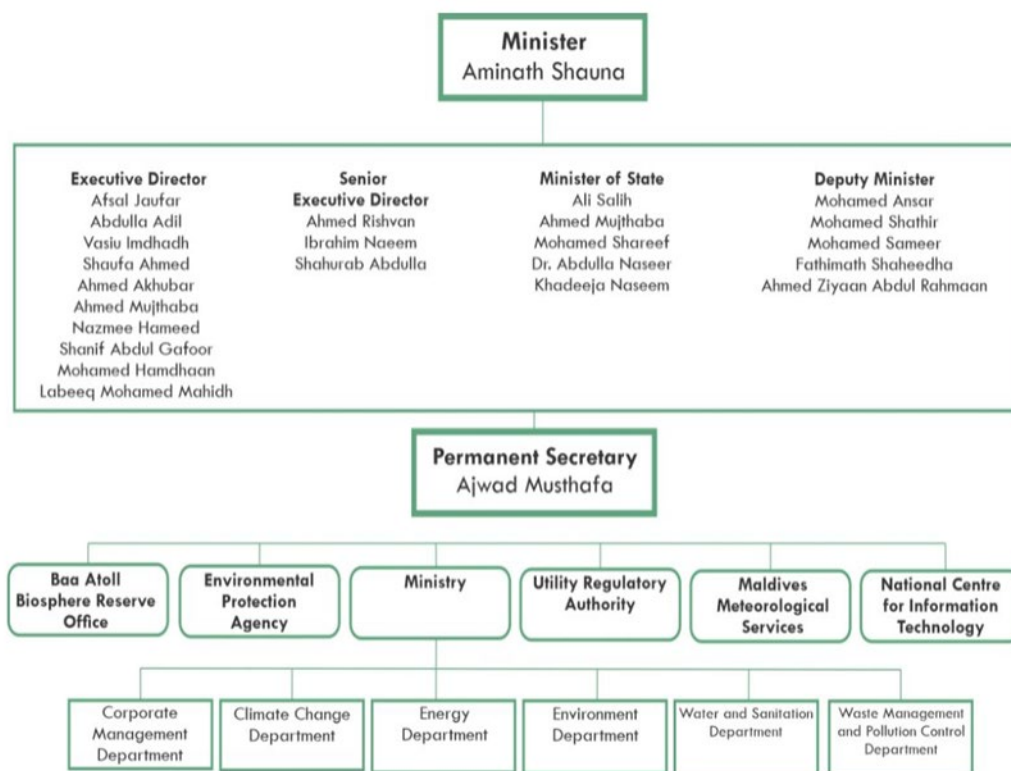 Minister
Aminath Shauna
Executive Director
Afsal Jaufar
Abdulla Adil
Vasiu Imdhadh
Shaufa Ahmed
Ahmed Akhubar
Ahmed Mujthaba
Nazmee Hameed
Shanif Abdul Gafoor
Mohamed Hamdhaan
Labeeq Mohamed Mahidh
Senior
Executive Director
Ahmed Rishvan
Ibrahim Naeem
Shahurab Abdulla
Minister of State
Ali Salih
Ahmed Mujthaba
Mohamed Shareef
Dr. Abdulla Naseer
Khadeeja Naseem
Deputy Minister
Mohamed Ansar
Mohamed Shathir
Mohamed Sameer
Fathimath Shaheedha
Ahmed Ziyaan Abdul Rahmaan
Permanent Secretary
Ajwad Musthafa
Baa Atoll
Biosphere Reserve
Office
Environmental
Protection
Agency
Ministry
Utility Regulatory
Authority
Maldives
Meteorological
Services
National Centre
for Information
Technology
Corporate
Management
Department
Climate Change
Department
Energy
Department
Environment
Department
Water and Sanitation
Department
Waste Management
and Pollution Control
Department